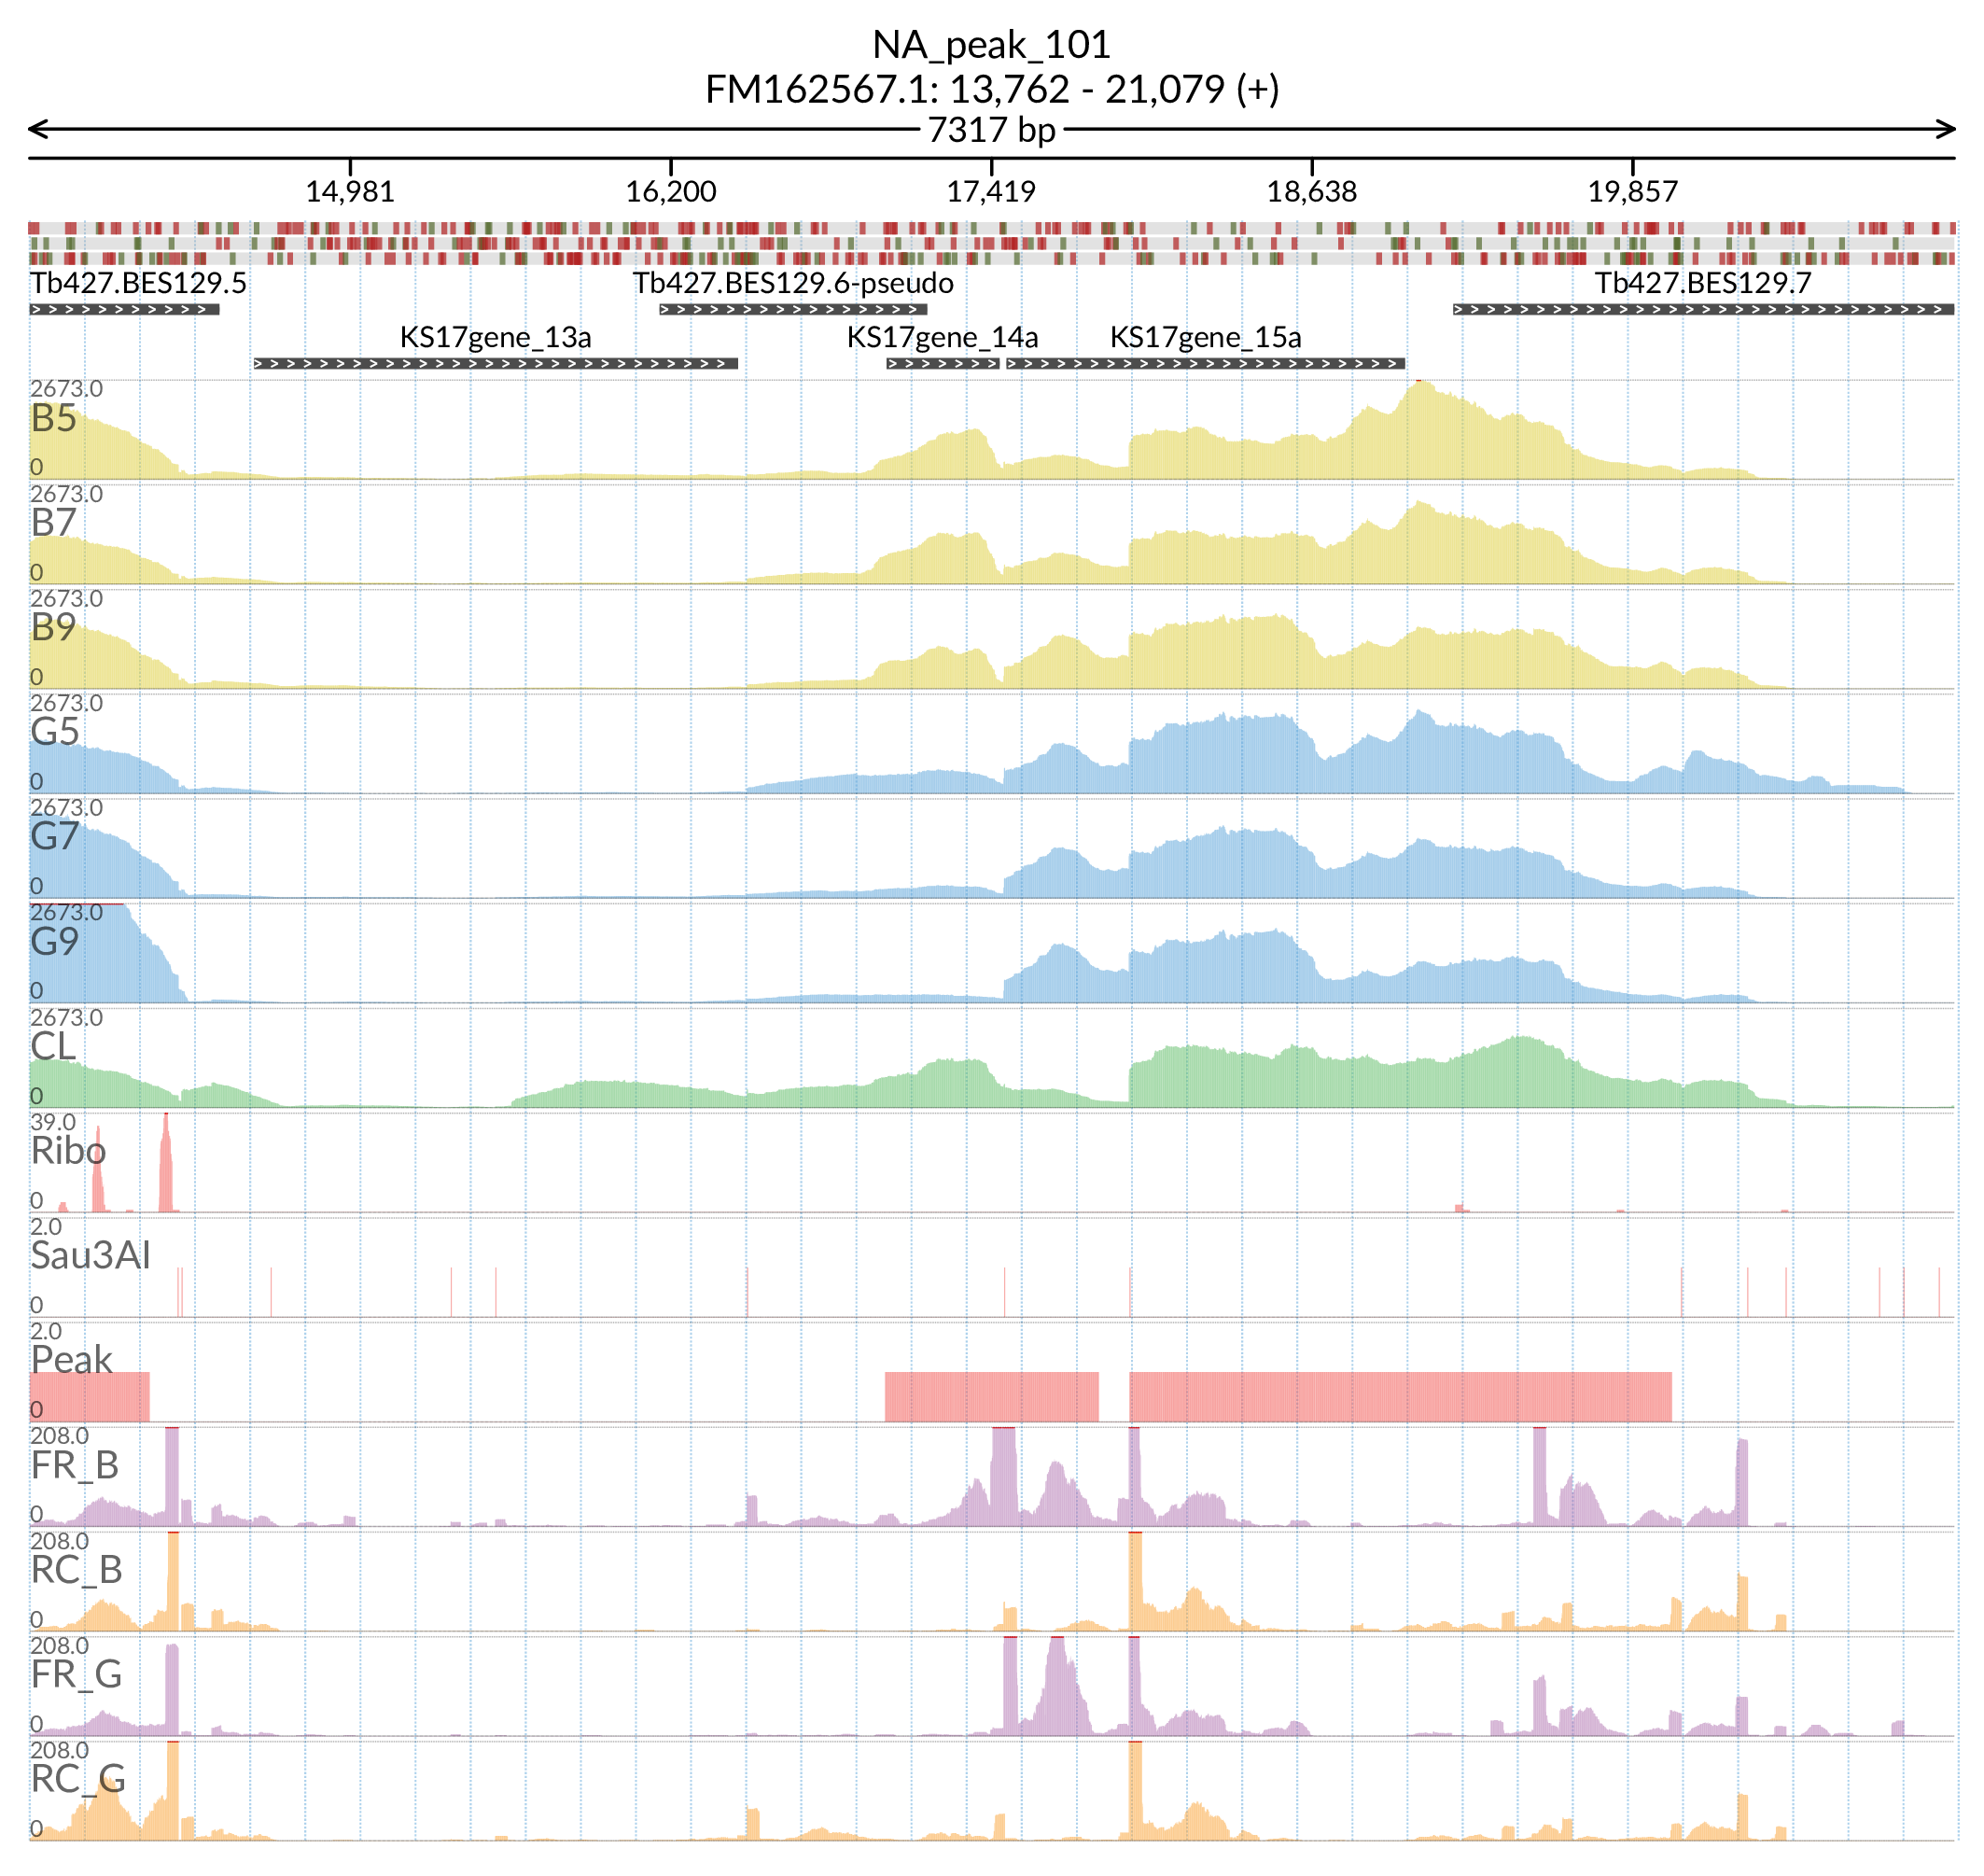 NA_peak_101
FM162567.1: 13,762 - 21,079 (+)
7317 bp
14,981 16,200 17,419 18,638 19,857
Tb427.BES129.5 Tb427.BES129.6-pseudo Tb427.BES129.7
KS17gene_13a KS17gene_14a KS17gene_15a
2673.0
B5
0
2673.0
B7
0
2673.0
B9
0
2673.0
G5
0
2673.0
G7
0
2673.0
G9
0
2673.0
CL
0
39.0
Ribo
0
2.0
Sau3AI
0
2.0
Peak
0
208.0
FR_B
0
208.0
RC_B
0
208.0
FR_G
0
208.0
RC_G
0